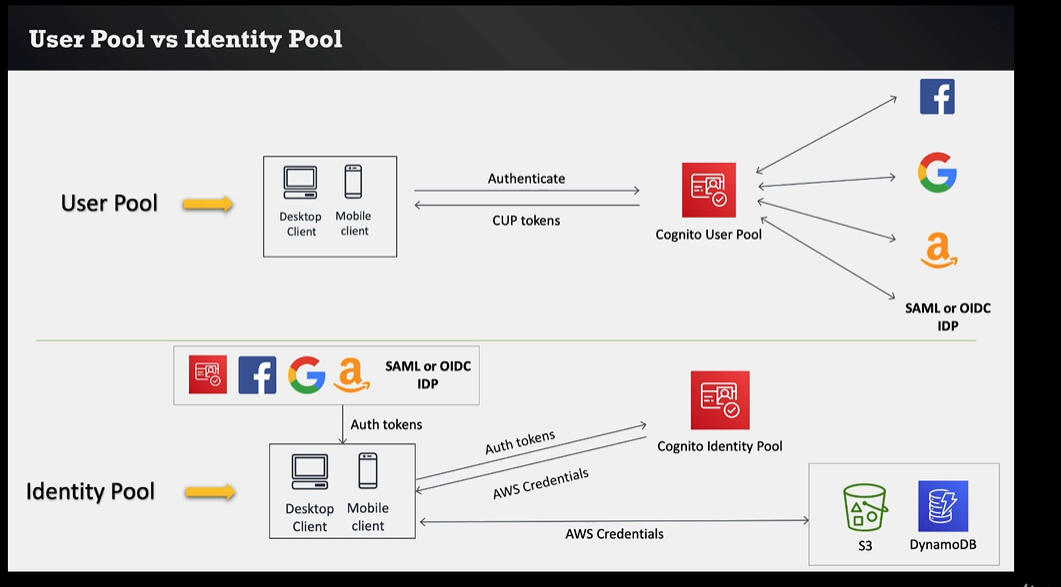 User Pool vs Identity Pool
User Pool
Desktop
Client
Mobile
client
Authenticate
CUP tokens
Cognito User Pool
SAML or OIDC
IDP
SAML or OIDC
IDP
Auth tokens
Identity Pool
Desktop
Client
Mobile
client
Auth tokens
AWS Credentials
Cognito Identity Pool
AWS Credentials
S3
DynamoDB